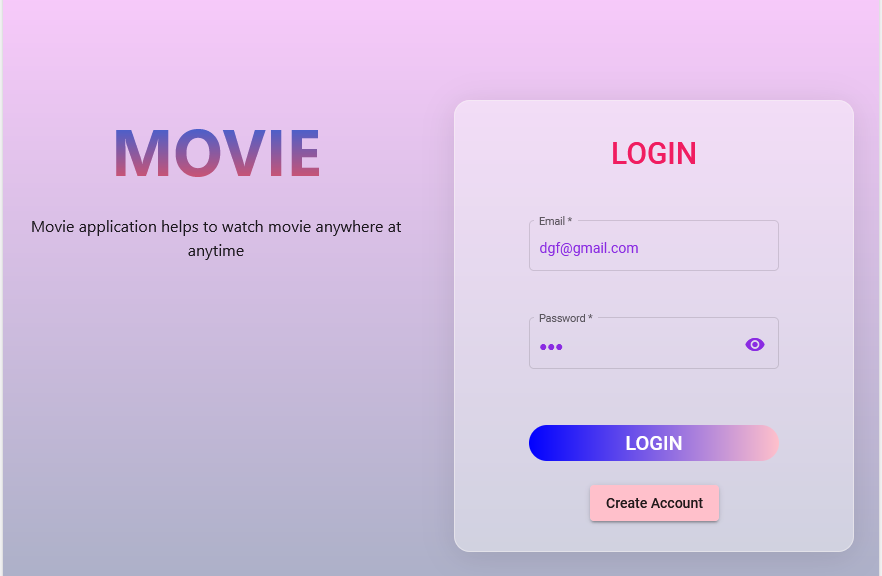 MOVIE
Movie application helps to watch movie anywhere at
anytime
LOGIN
Email *
dgf@gmail.com
Password *
•••
LOGIN
Create Account